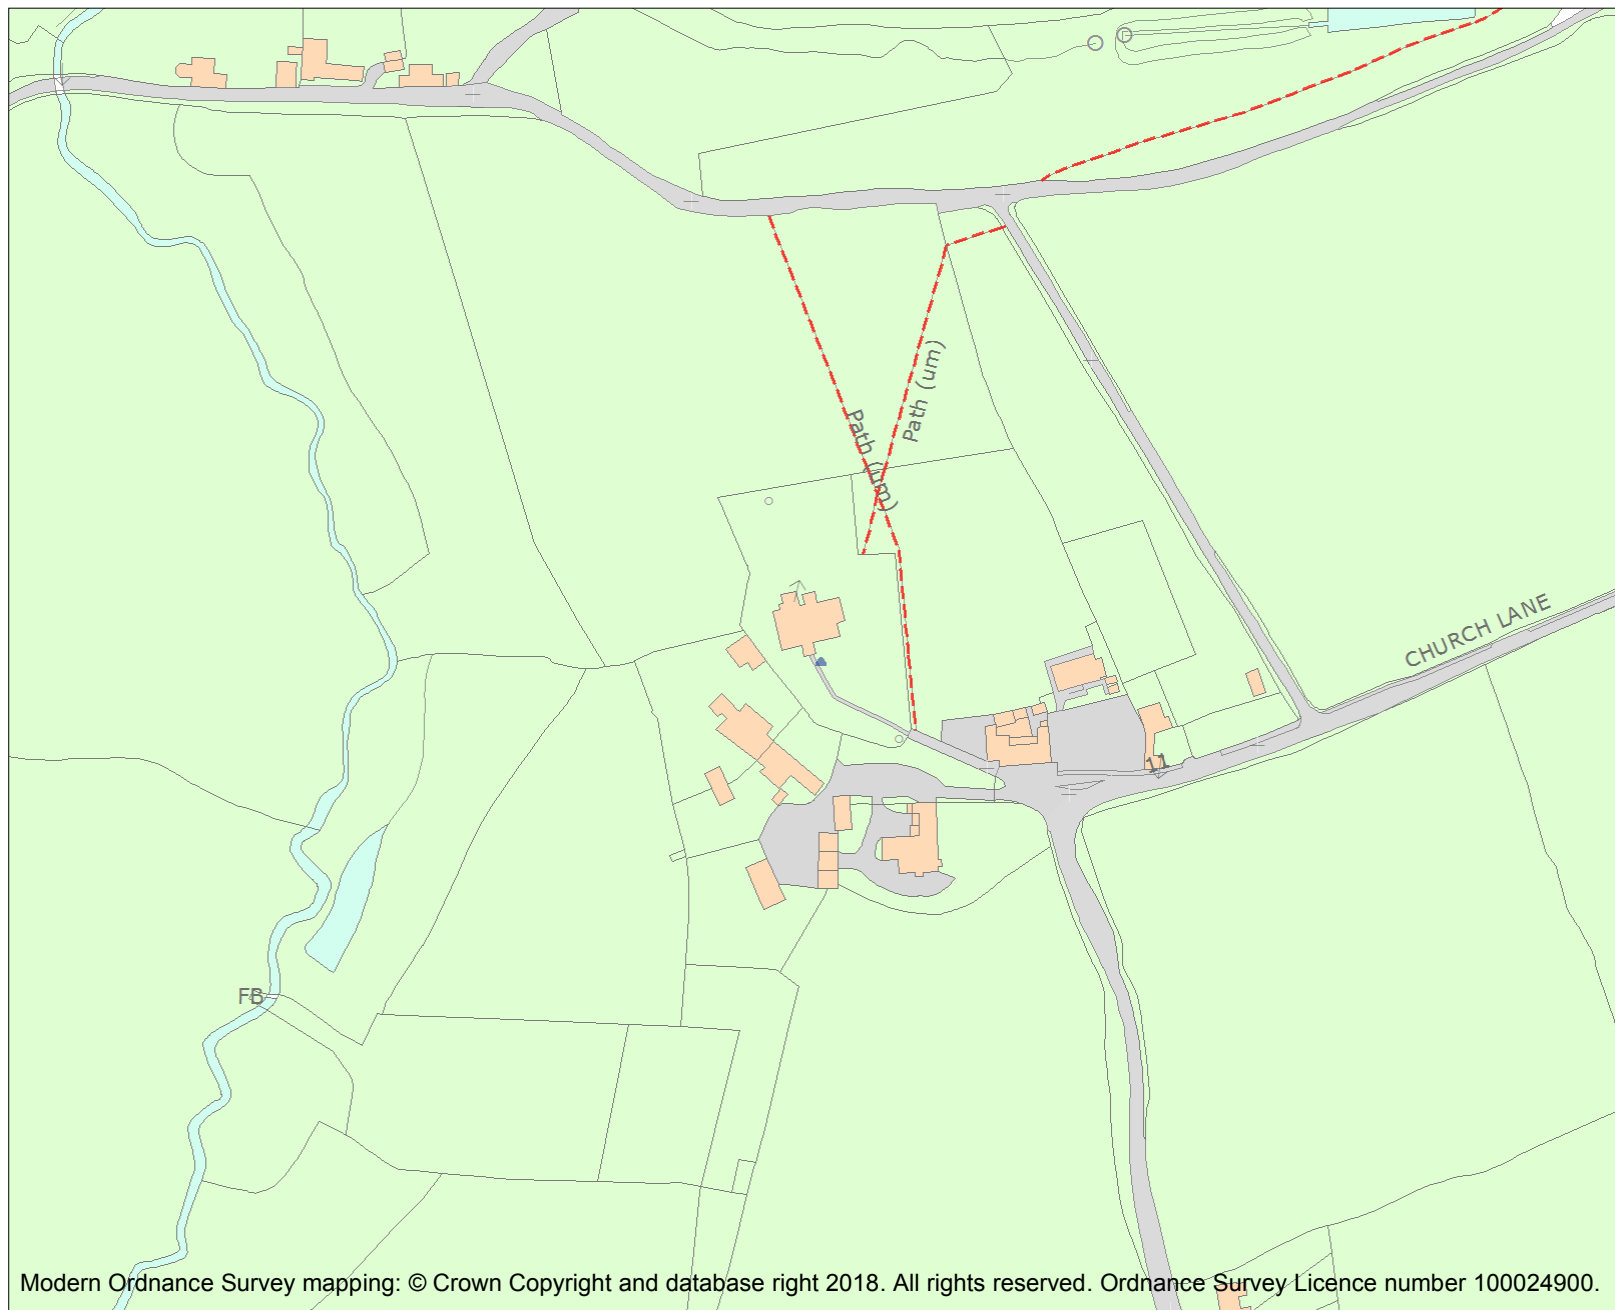 Path (um)
Path (um)
CHURCH LANE
11
FB
Modern Ordnance Survey mapping: © Crown Copyright and database right 2018. All rights reserved. Ordnance Survey Licence number 100024900.